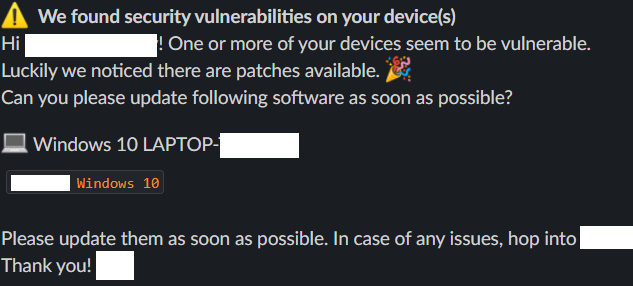 ⚠️ We found security vulnerabilities on your device(s)
Hi ! One or more of your devices seem to be vulnerable.
Luckily we noticed there are patches available. 🎉
Can you please update following software as soon as possible?
💻 Windows 10 LAPTOP-
Windows 10
Please update them as soon as possible. In case of any issues, hop into
Thank you!